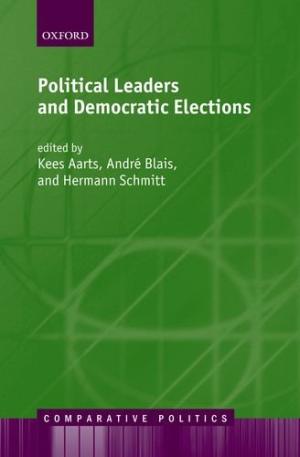 OXFORD
Political Leaders
and Democratic Elections
edited by
Kees Aarts, André Blais,
and Hermann Schmitt
COMPARATIVE POLITICS